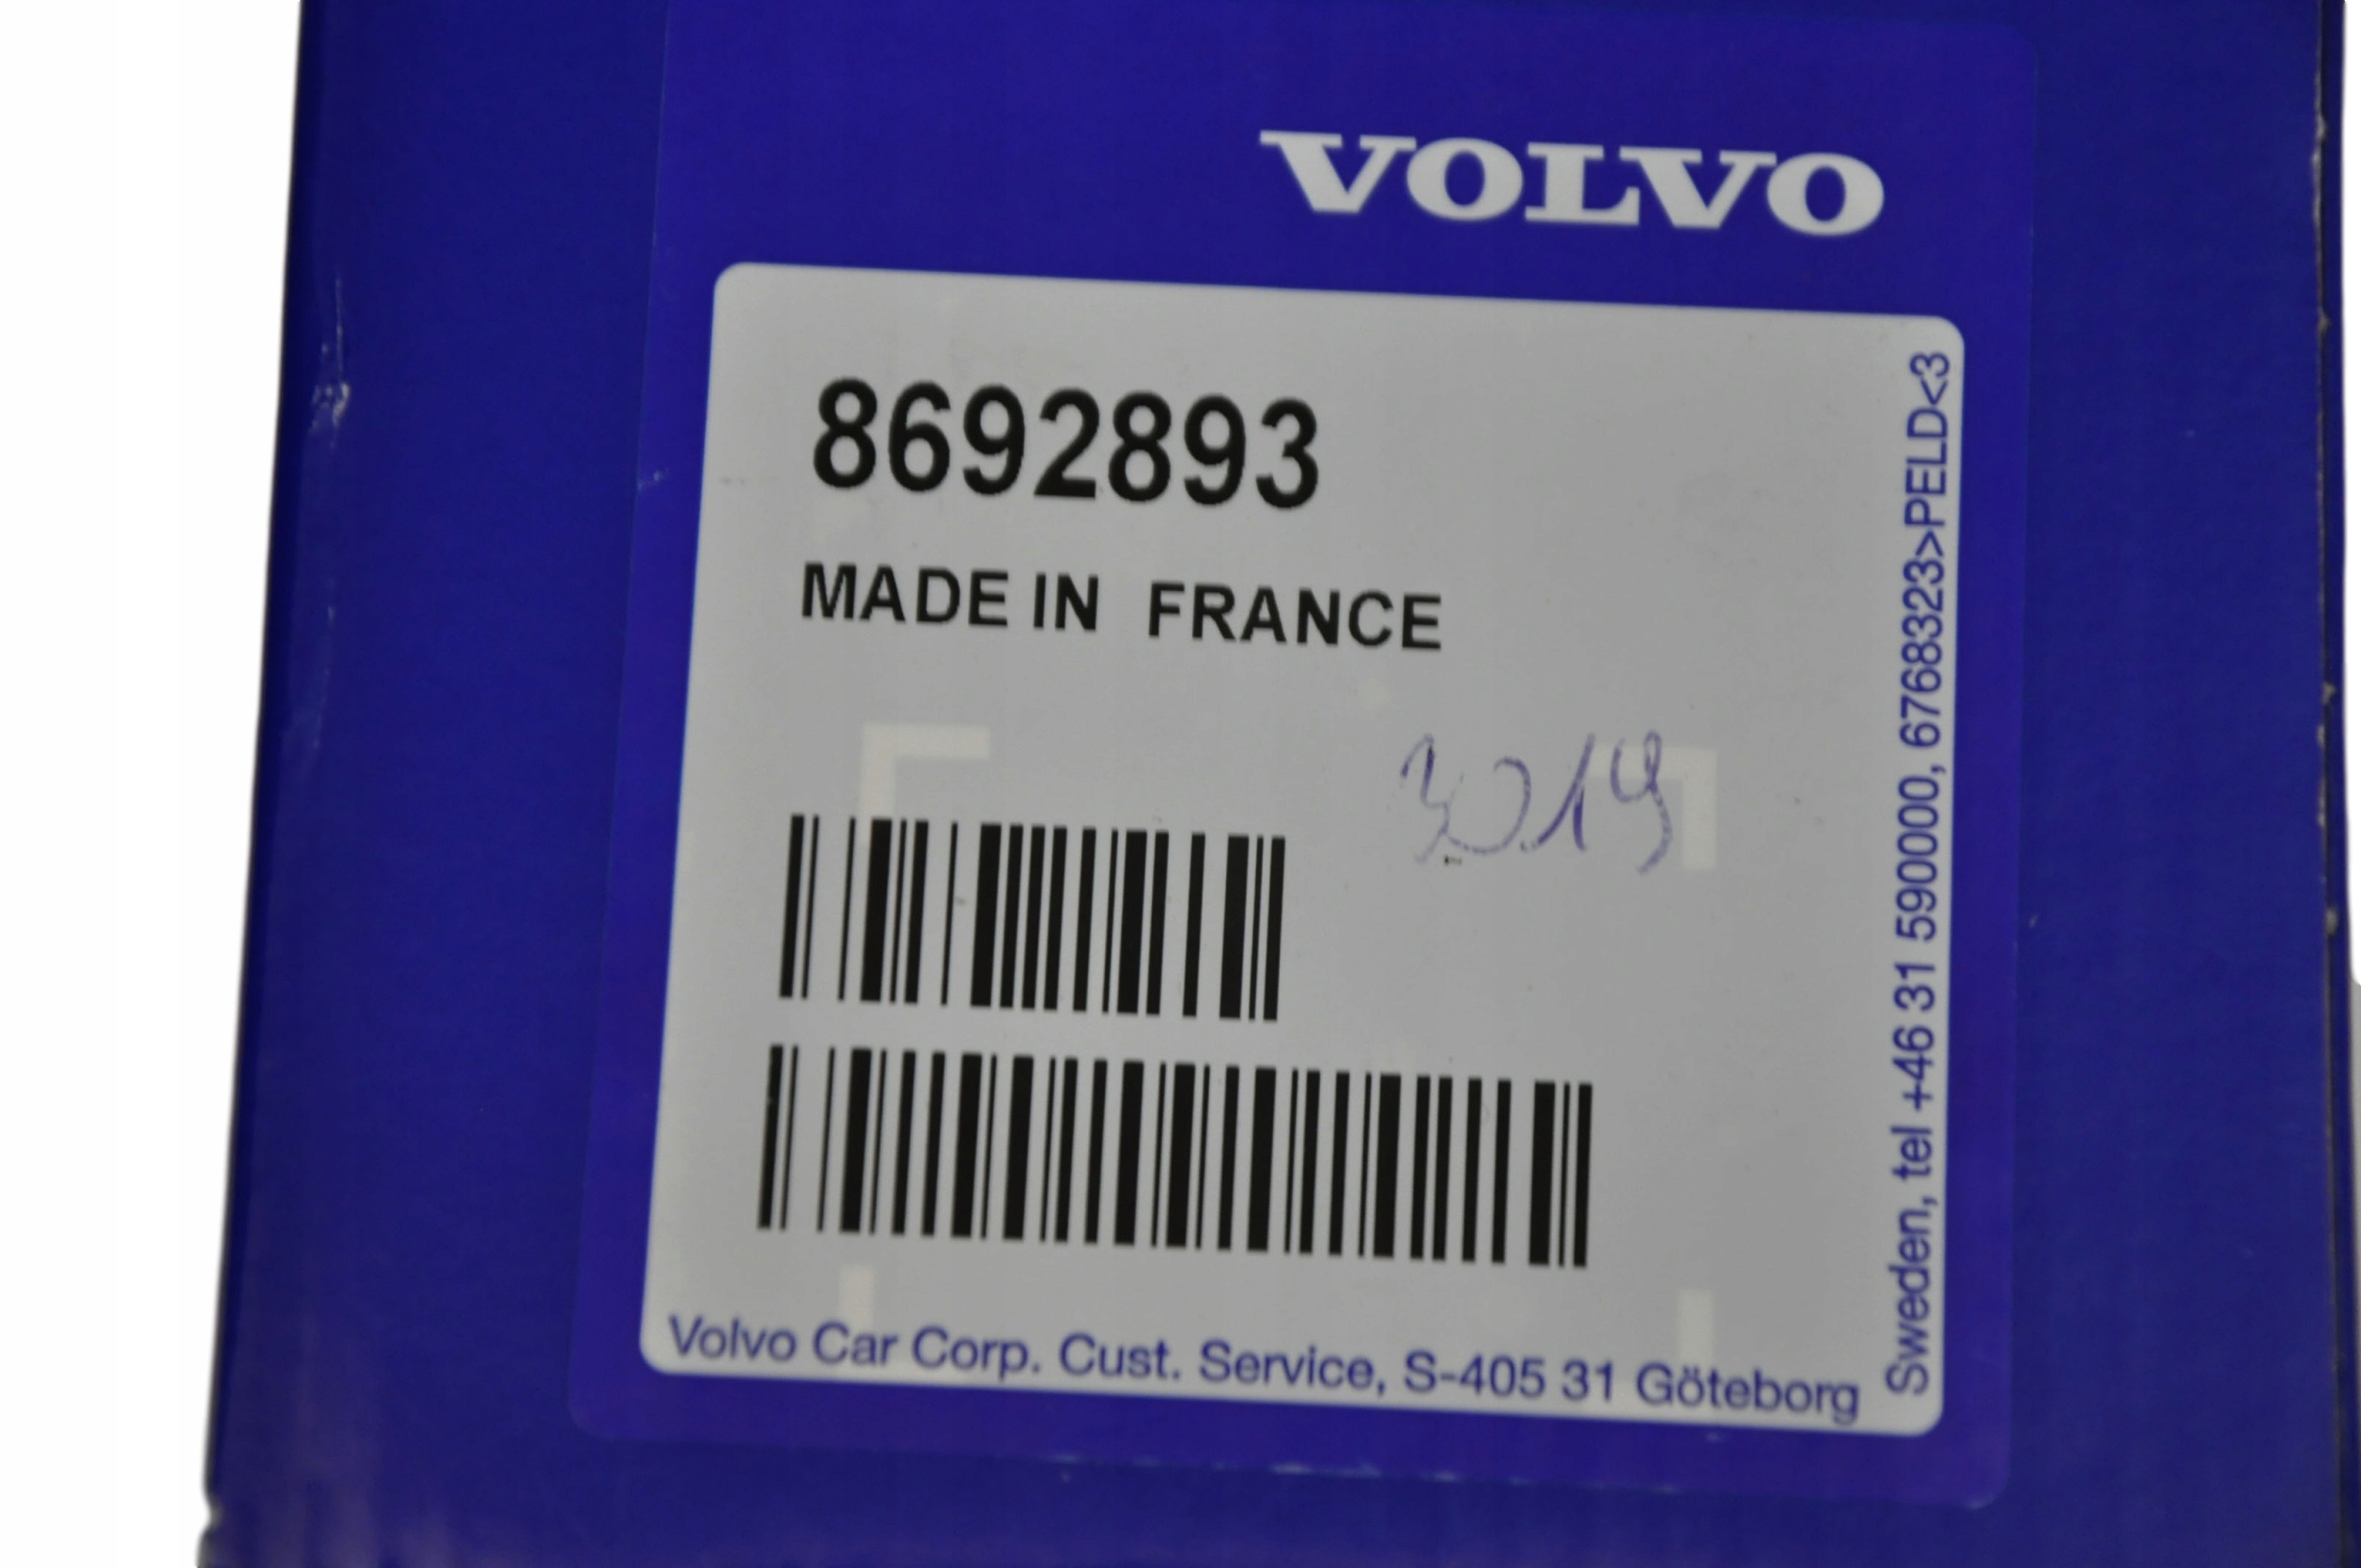 VOLVO
8692893
MADE IN FRANCE
3019
Volvo Car Corp. Cust. Service, S-405 31 Göteborg
Sweden, tel +46 31 590000, 6768323>PELD<3